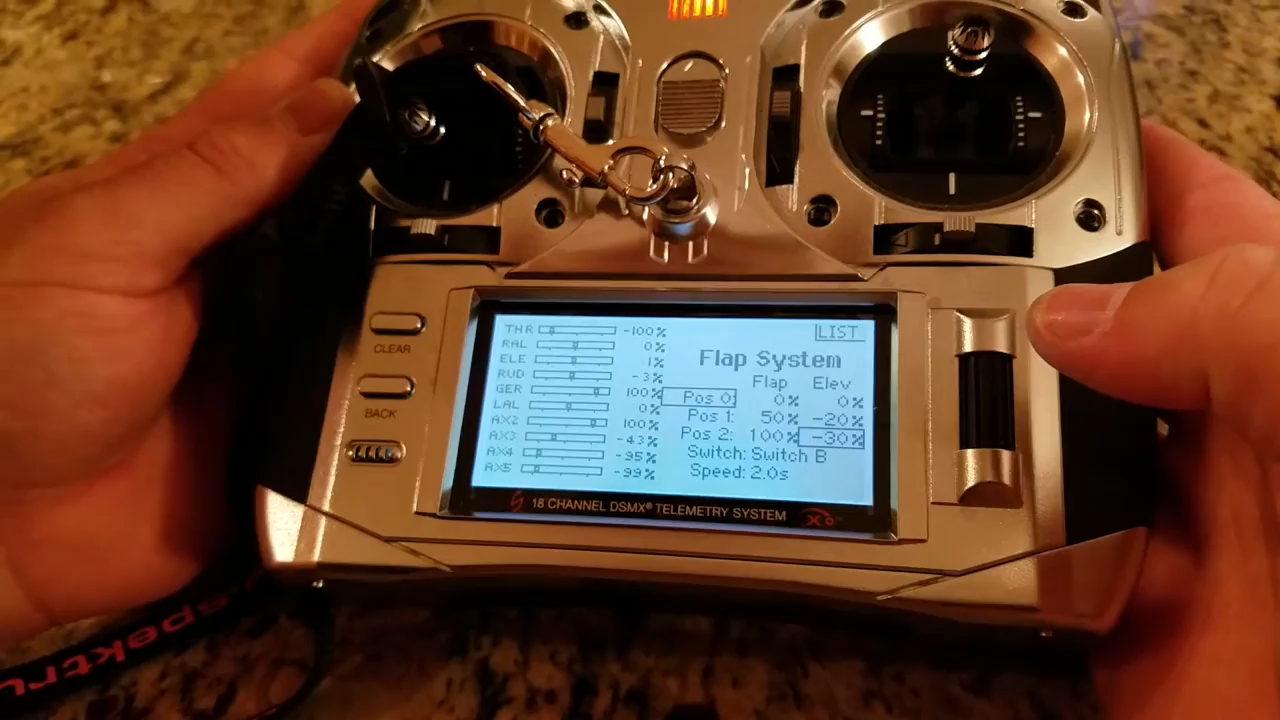 CLEAR
BACK
THR -100%
RAL 0%
ELE 1%
RUD -3%
GER 100%
LAL 0%
AX2 100%
AX3 -43%
AX4 -95%
AX5 -99%
LIST
Flap System
Flap Elev
Pos 0: 0% 0%
Pos 1: 50% -20%
Pos 2: 100% -30%
Switch: Switch B
Speed: 2.0s
18 CHANNEL DSMX® TELEMETRY SYSTEM
X+
spektru